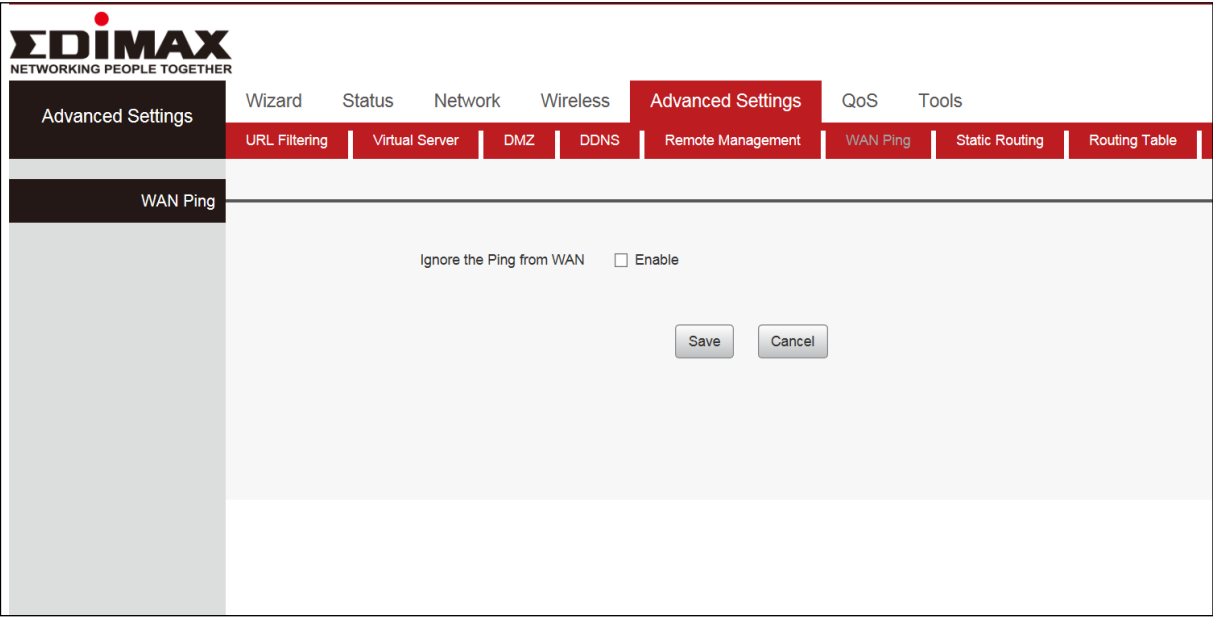 EDIMAX
NETWORKING PEOPLE TOGETHER
Advanced Settings
Wizard Status Network Wireless Advanced Settings QoS Tools
URL Filtering Virtual Server DMZ DDNS Remote Management WAN Ping Static Routing Routing Table
WAN Ping
Ignore the Ping from WAN Enable
Save Cancel